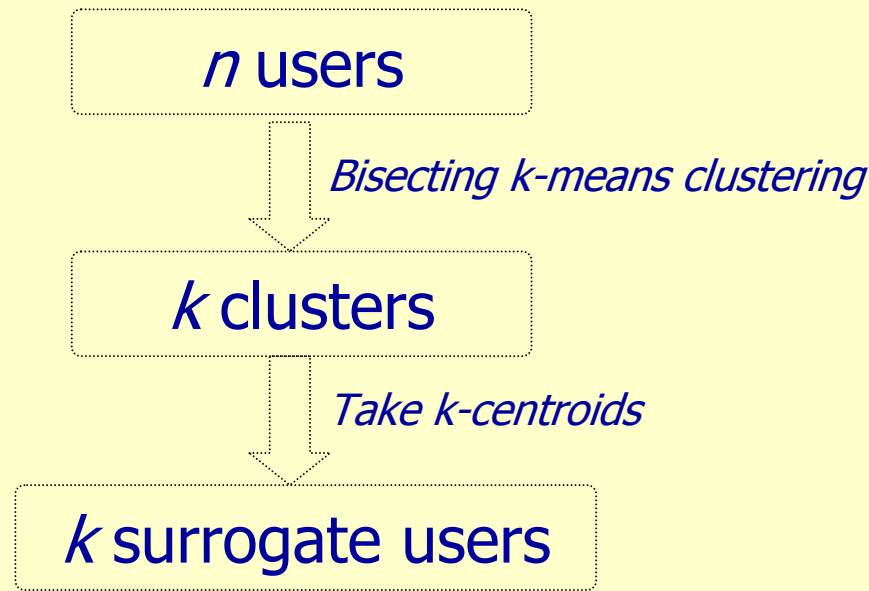 n users
Bisecting k-means clustering
k clusters
Take k-centroids
k surrogate users